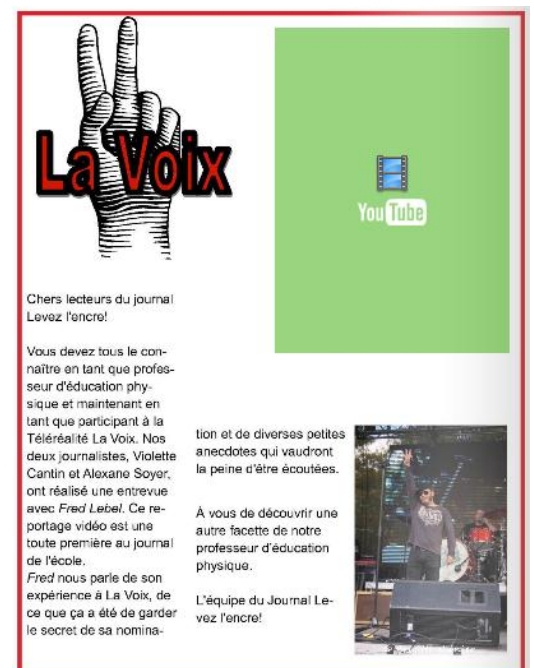 La Voix
YouTube
Chers lecteurs du journal
Levez l'encre!
Vous devez tous le con-
naître en tant que profes-
seur d'éducation phy-
sique et maintenant en
tant que participant à la
Téléréalité La Voix. Nos
deux journalistes, Violette
Cantin et Alexane Soyer,
ont réalisé une entrevue
avec Fred Lebel. Ce re-
portage vidéo est une
toute première au journal
de l'école.
Fred nous parle de son
expérience à La Voix, de
ce que ça a été de garder
le secret de sa nomina-
tion et de diverses petites
anecdotes qui vaudront
la peine d'être écoutées.
À vous de découvrir une
autre facette de notre
professeur d'éducation
physique.
L'équipe du Journal Le-
vez l'encre!